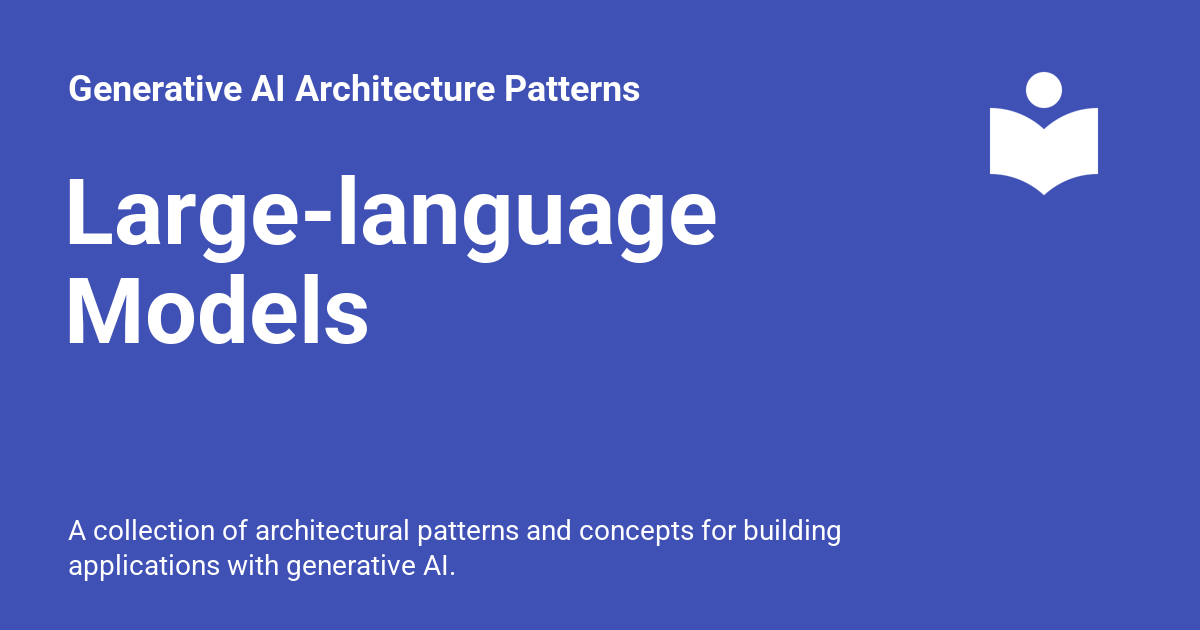 Generative AI Architecture Patterns
Large-language
Models
A collection of architectural patterns and concepts for building
applications with generative AI.